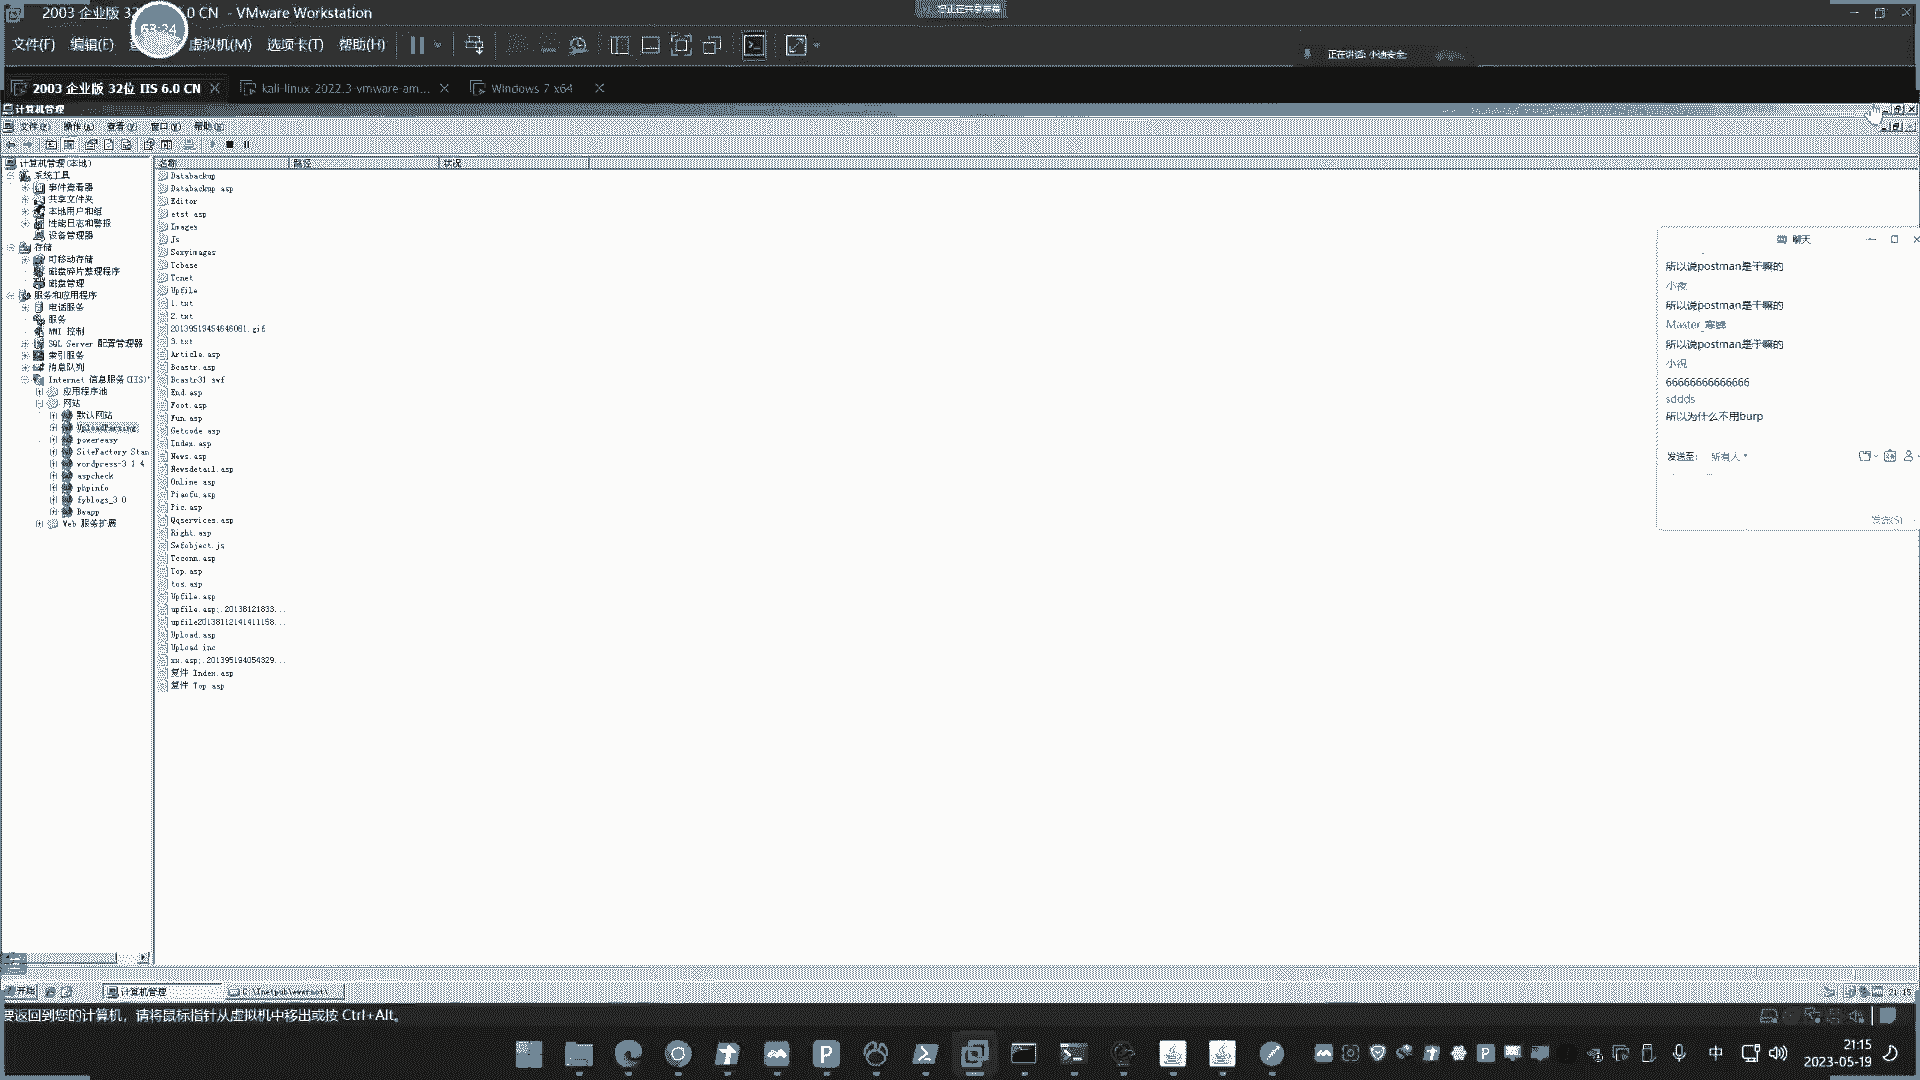 2003 企业版 32
0 CN - VMware Workstation
63:24
文件(F)
编辑(E)
虚拟机(M)
选项卡(T)
帮助(H)
正在讲话: 小迪安全;
2003 企业版 32位 IIS 6.0 CN
kali-linux-2022.3-vmware-am...
Windows 7 x64
计算机管理
文件(F)
操作(A)
查看(V)
窗口(W)
帮助(H)
计算机管理(本地)
系统工具
事件查看器
共享文件夹
本地用户和组
性能日志和警报
设备管理器
存储
可移动存储
磁盘碎片整理程序
磁盘管理
服务和应用程序
电话服务
服务
WMI 控制
SQL Server 配置管理器
索引服务
消息队列
Internet 信息服务(IIS)
应用程序池
网站
默认网站
powereasy
SiteFactory Stan
wordpress-3 1.4
aspcheck
phpinfo
fyblogs_3 0
Web 服务扩展
名称
路径
状况
Databackup
Databackup asp
Editor
etst asp
Images
Js
Sexyimages
Tcbase
Tcnet
Upfile
1.txt
2.txt
20139519454646081.gif
3.txt
Article.asp
Bcastr.asp
Bcastr31 swf
End.asp
Foot.asp
Fun.asp
Getcode asp
Index.asp
News.asp
Newsdetail.asp
Online asp
Piaofu.asp
Pic.asp
Qqservices.asp
Right.asp
Swfobject.js
Tcconn.asp
Top.asp
tos.asp
Upfile.asp
upfile.asp;.20138121833...
upfile20138112141411158...
Upload.asp
Upload inc
xx.asp;.201395194054329...
复件 Index.asp
复件 Top asp
聊天
所以说postman是干嘛的
小夜
所以说postman是干嘛的
所以说postman是干嘛的
小祝
66666666666666
sddds
所以为什么不用burp
发送至:
所有人
发送(S)
开始
计算机管理
C:\Inetpub\wwwroot\
21:15
要返回到您的计算机，请将鼠标指针从虚拟机中移出或按 Ctrl+Alt。
中
21:15
2023-05-19